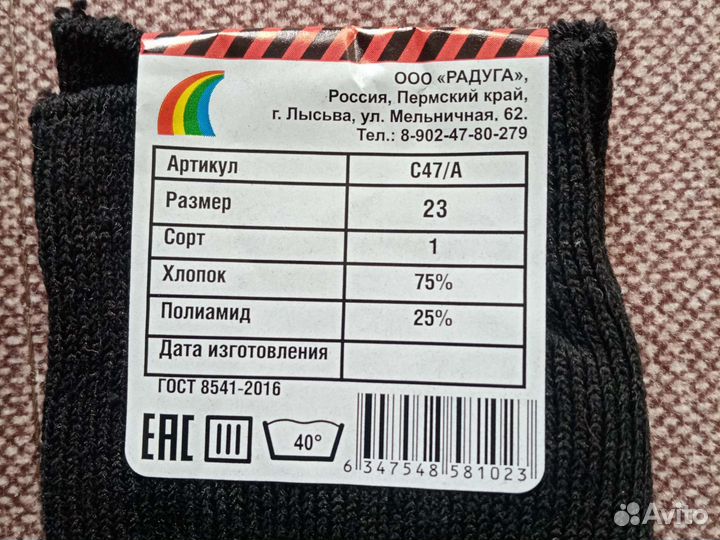 ООО «РАДУГА»,
Россия, Пермский край,
г. Лысьва, ул. Мельничная. 62.
Тел.: 8-902-47-80-279
Артикул С47/А
Размер 23
Сорт 1
Хлопок 75%
Полиамид 25%
Дата изготовления
ГОСТ 8541-2016
ЕАС
40°
6 347548 581023
Avito